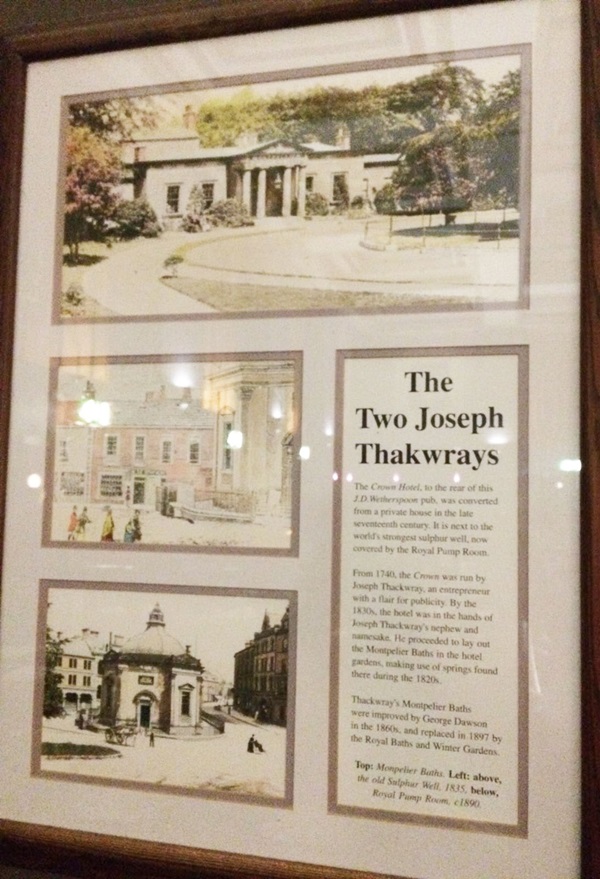 The
Two Joseph
Thakwrays
The Crown Hotel, to the rear of this
J.D.Wetherspoon pub, was converted
from a private house in the late
seventeenth century. It is next to the
world's strongest sulphur well, now
covered by the Royal Pump Room.
From 1740, the Crown was run by
Joseph Thackwray, an entrepreneur
with a flair for publicity. By the
1830s, the hotel was in the hands of
Joseph Thackwray's nephew and
namesake. He proceeded to lay out
the Montpelier Baths in the hotel
gardens, making use of springs found
there during the 1820s.
Thackwray's Montpelier Baths
were improved by George Dawson
in the 1860s, and replaced in 1897 by
the Royal Baths and Winter Gardens.
Top: Monpelier Baths. Left: above,
the old Sulphur Well, 1835, below,
Royal Pump Room, c1890.